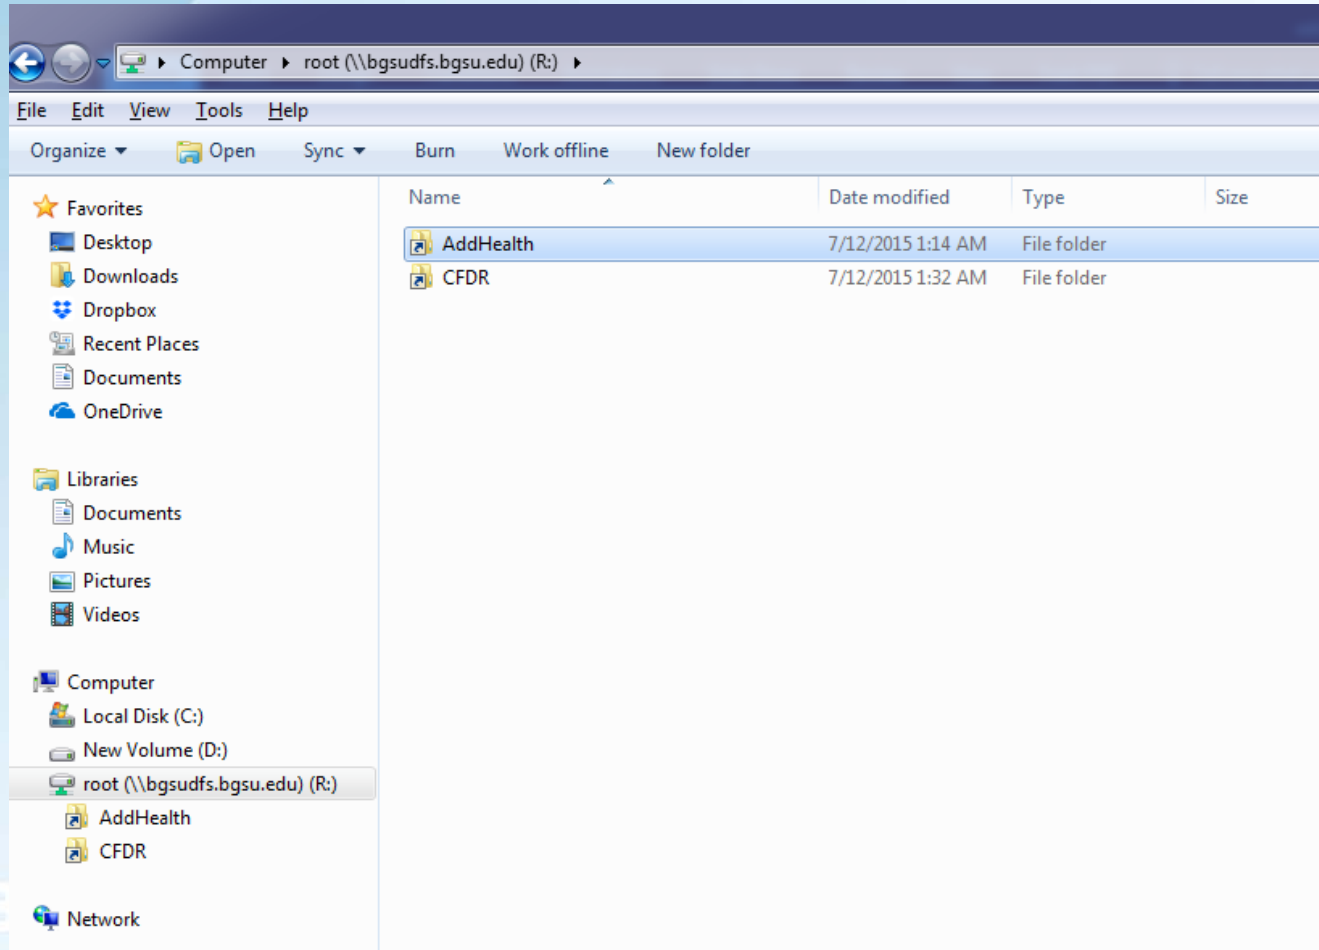 Computer root (\\bgsudfs.bgsu.edu) (R:)
File Edit View Tools Help
Organize Open Sync Burn Work offline New folder
Name Date modified Type Size
AddHealth 7/12/2015 1:14 AM File folder
CFDR 7/12/2015 1:32 AM File folder
Favorites
Desktop
Downloads
Dropbox
Recent Places
Documents
OneDrive
Libraries
Documents
Music
Pictures
Videos
Computer
Local Disk (C:)
New Volume (D:)
root (\\bgsudfs.bgsu.edu) (R:)
AddHealth
CFDR
Network